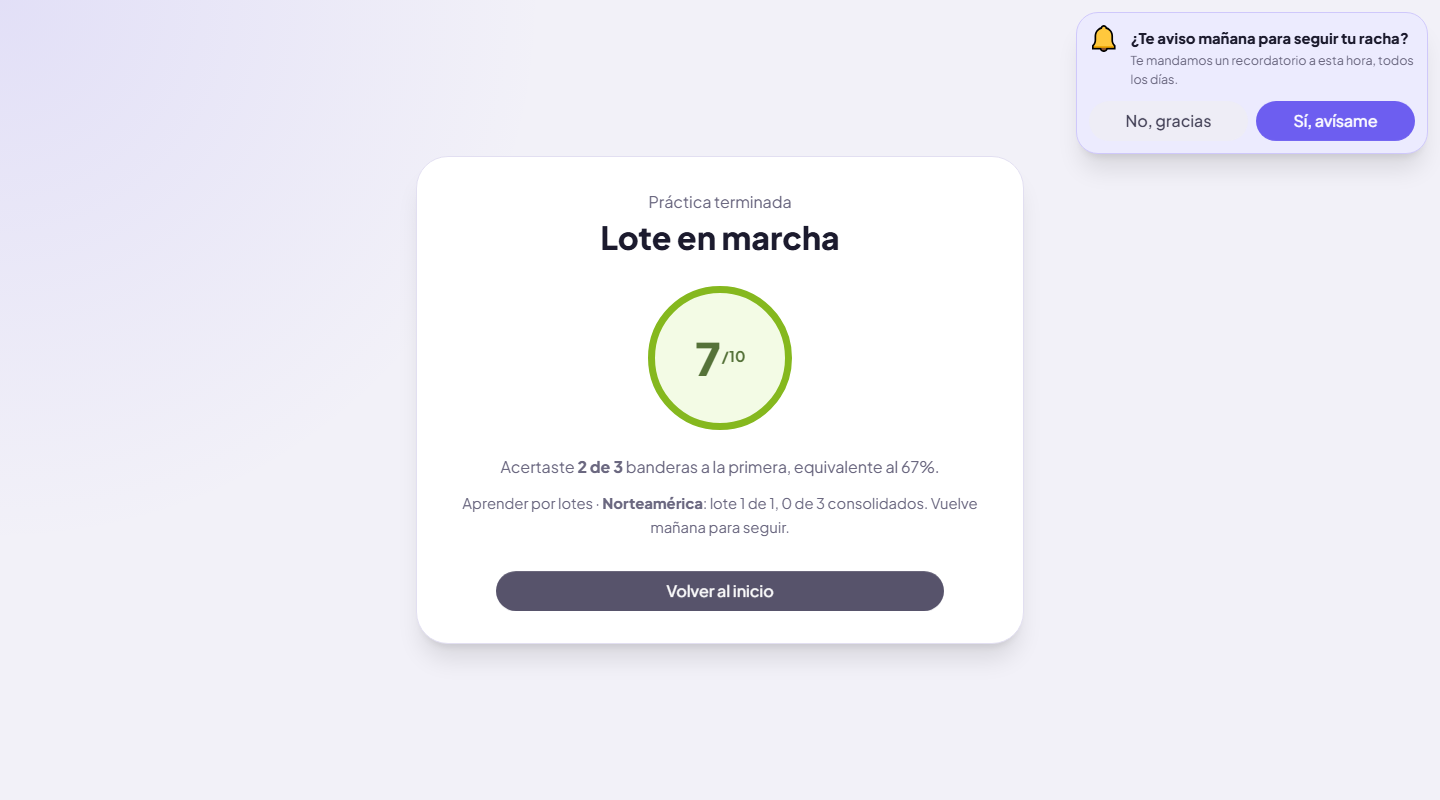 ¿Te aviso mañana para seguir tu racha?
Te mandamos un recordatorio a esta hora, todos
los días.
No, gracias
Sí, avísame
Práctica terminada
Lote en marcha
7/10
Acertaste 2 de 3 banderas a la primera, equivalente al 67%.
Aprender por lotes · Norteamérica: lote 1 de 1, 0 de 3 consolidados. Vuelve
mañana para seguir.
Volver al inicio